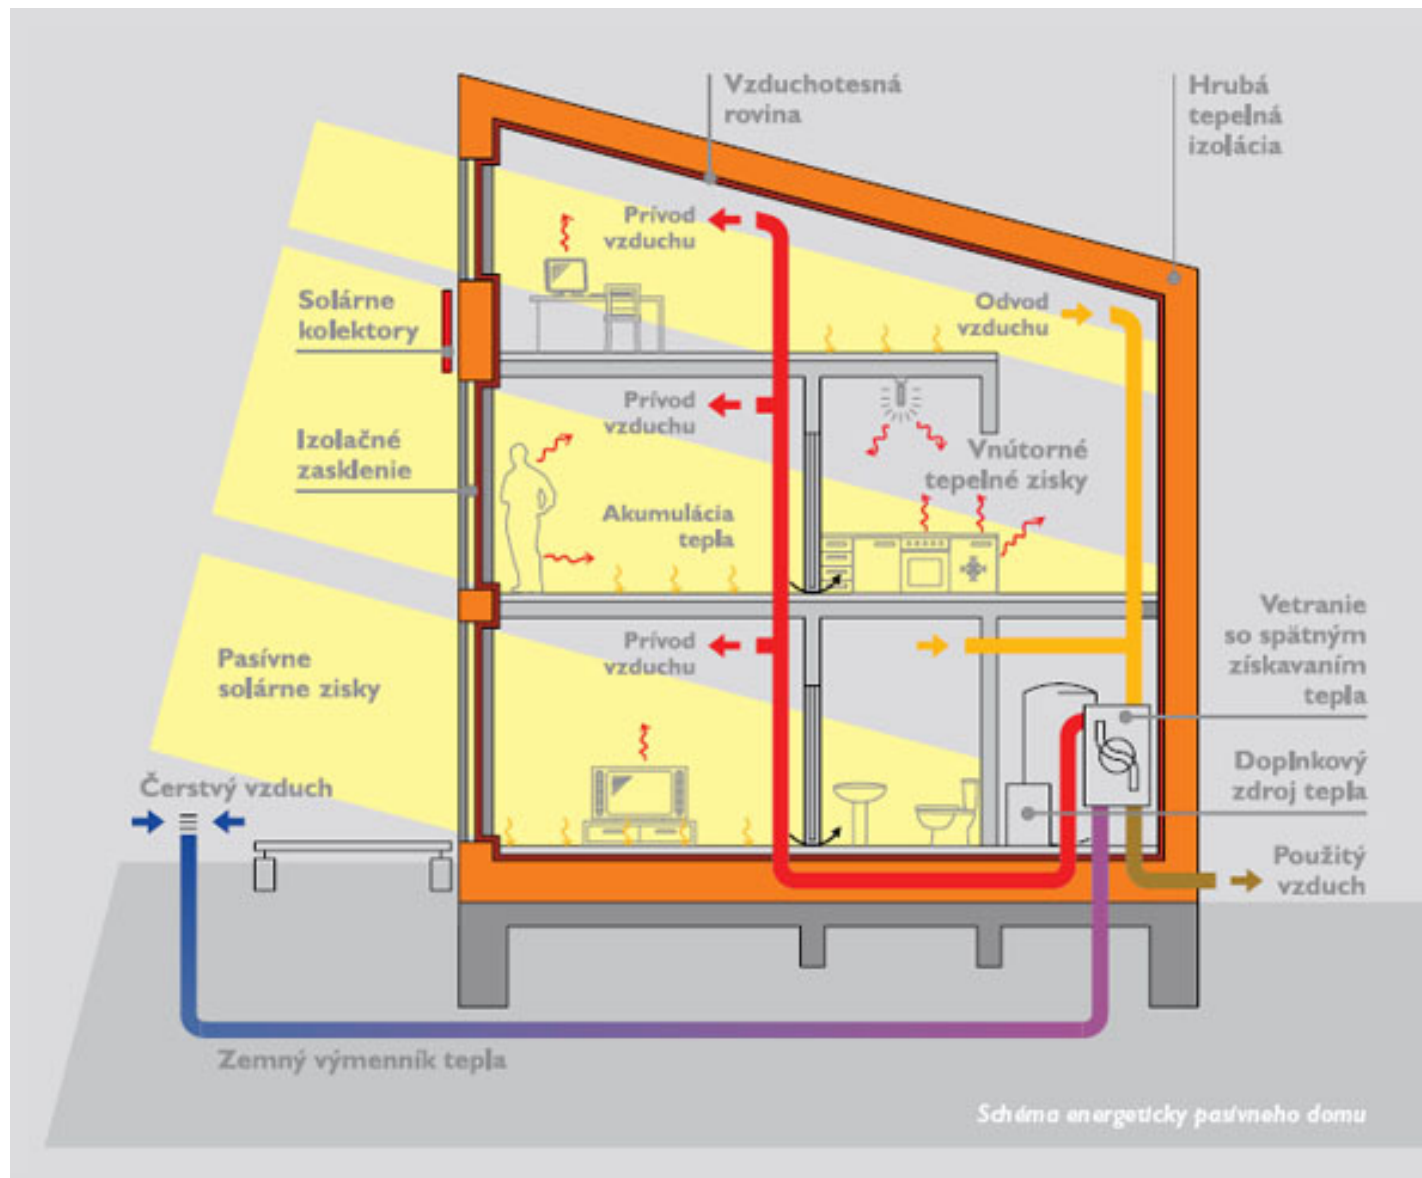 Vzduchotesná
rovina
Hrubá
tepelná
izolácia
Prívod
vzduchu
Solárne
kolektory
Odvod
vzduchu
Prívod
vzduchu
Izolačné
zasklenie
Vnútorné
tepelné zisky
Akumulácia
tepla
Vetranie
so spätným
získavaním
tepla
Prívod
vzduchu
Pasívne
solárne zisky
Čerstvý vzduch
Doplnkový
zdroj tepla
Použitý
vzduch
Zemný výmenník tepla
Schéma energeticky pasívneho domu